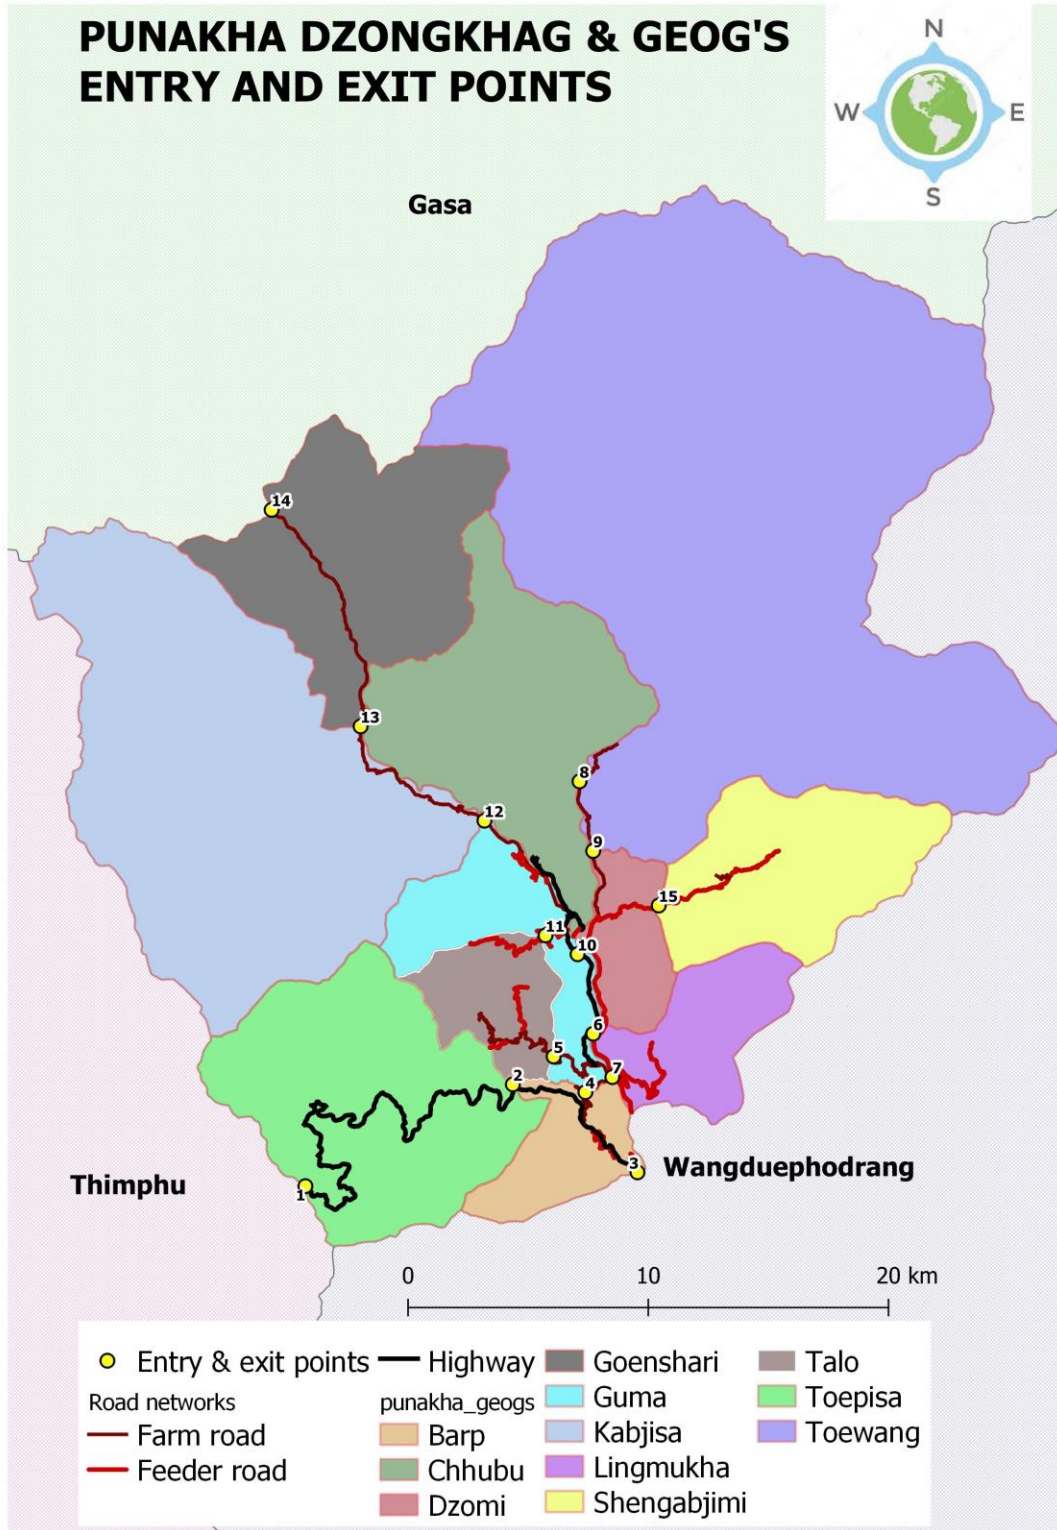 PUNAKHA DZONGKHAG & GEOG'S
ENTRY AND EXIT POINTS
N
W
E
S
Gasa
14
13
12
8
9
15
11
10
6
5
7
2
4
3
1
Thimphu
Wangduephodrang
0 10 20 km
Entry & exit points
Road networks
Farm road
Feeder road
Highway
punakha_geogs
Barp
Chhubu
Dzomi
Goenshari
Guma
Kabjisa
Lingmukha
Shengabjimi
Talo
Toepisa
Toewang